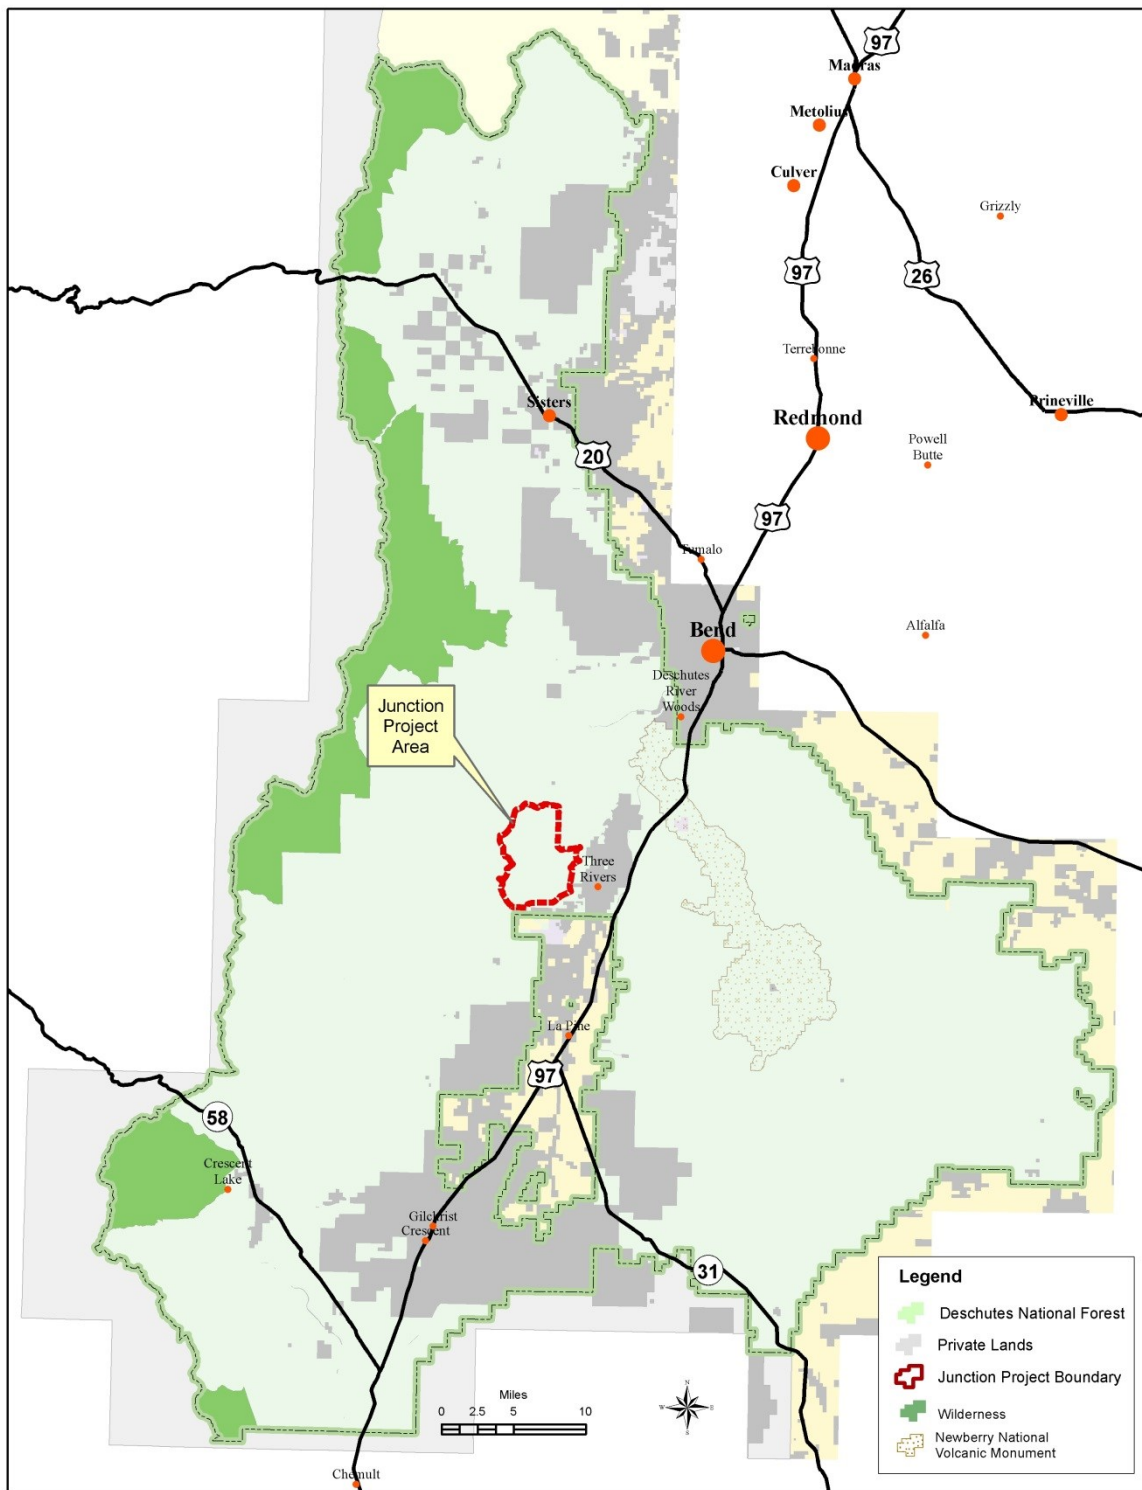 97
Madras
Metolius
Culver
Grizzly
97
26
Terrebonne
Sisters
Redmond
Prineville
20
Powell
Butte
97
Tumalo
Bend
Alfalfa
Deschutes
River
Woods
Junction
Project
Area
Three
Rivers
La Pine
97
58
Crescent
Lake
Gilchrist
Crescent
31
Legend
Deschutes National Forest
Private Lands
Junction Project Boundary
Wilderness
Newberry National
Volcanic Monument
Miles
0 2.5 5 10
N
W E
S
Chemult